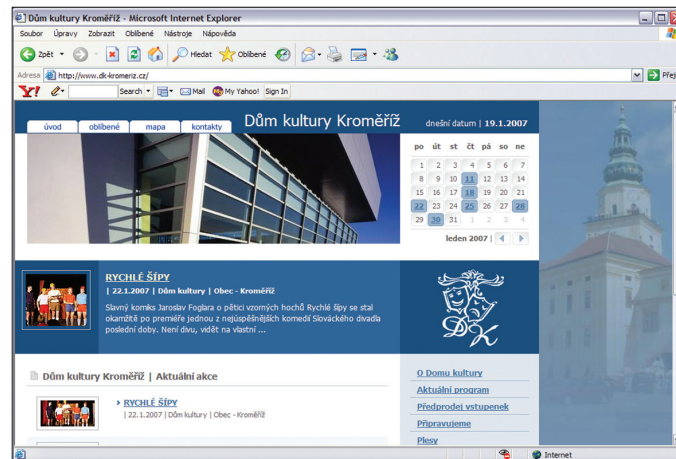 Dům kultury Kroměříž - Microsoft Internet Explorer
Soubor Úpravy Zobrazit Oblíbené Nástroje Nápověda
Zpět Hledat Oblíbené
Adresa http://www.dk-kromeriz.cz/ Přej
Y! Search Mail My Yahoo! Sign In
úvod oblíbené mapa kontakty Dům kultury Kroměříž dnešní datum | 19.1.2007
po út st čt pá so ne
1 2 3 4 5 6 7
8 9 10 11 12 13 14
15 16 17 18 19 20 21
22 23 24 25 26 27 28
29 30 31 1 2 3 4
leden 2007 |
RYCHLÉ ŠÍPY
| 22.1.2007 | Dům kultury | Obec - Kroměříž
Slavný komiks Jaroslav Foglara o pětici vzorných hochů Rychlé šípy se stal
okamžitě po premiéře jednou z nejúspěšnějších komedií Slováckého divadla
poslední doby. Není divu, vidět na vlastní ...
DK
Dům kultury Kroměříž | Aktuální akce
RYCHLÉ ŠÍPY
| 22.1.2007 | Dům kultury | Obec - Kroměříž
O Domu kultury
Aktuální program
Předprodej vstupenek
Připravujeme
Plesy
Internet